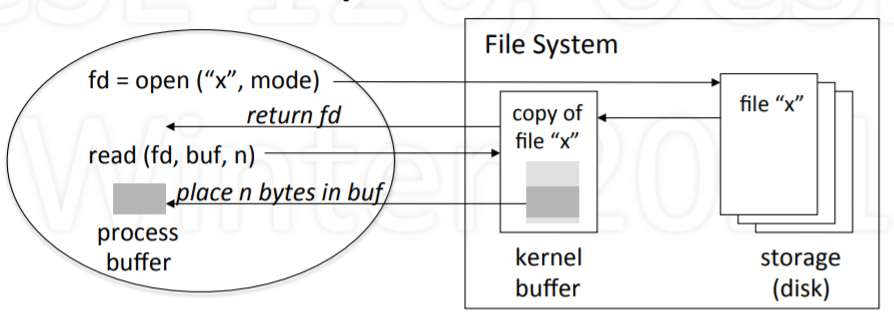 File System
fd = open (“x”, mode)
return fd
read (fd, buf, n)
place n bytes in buf
process
buffer
copy of
file “x”
kernel
buffer
file “x”
storage
(disk)